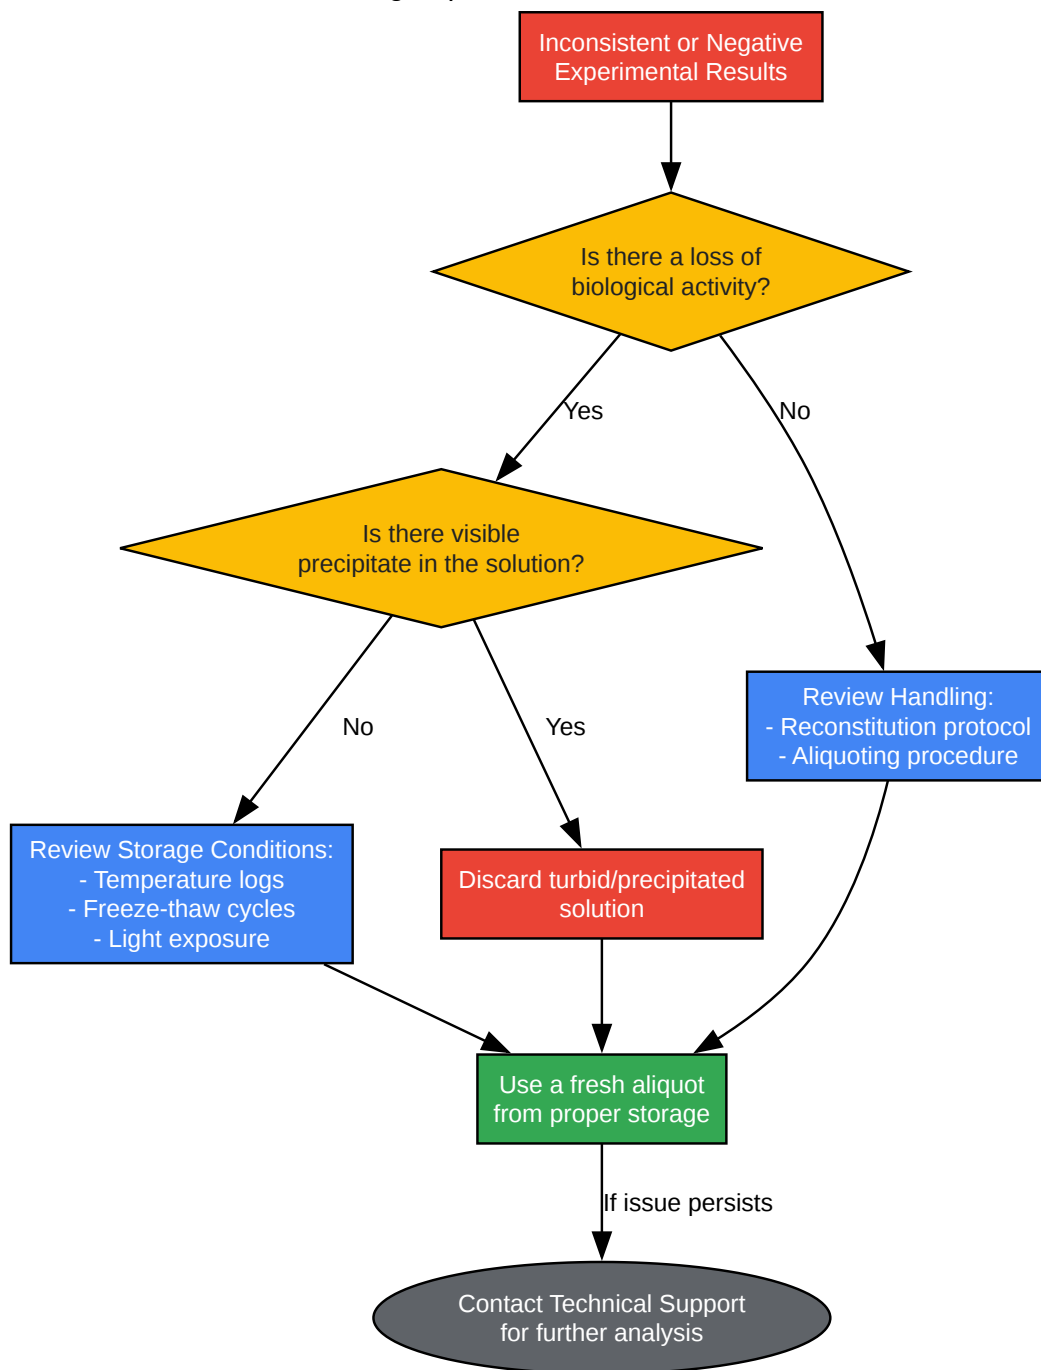 Inconsistent or Negative
Experimental Results
Is there a loss of
biological activity?
Yes
No
Is there visible
precipitate in the solution?
No
Yes
Review Handling:
- Reconstitution protocol
- Aliquoting procedure
Review Storage Conditions:
- Temperature logs
- Freeze-thaw cycles
- Light exposure
Discard turbid/precipitated
solution
Use a fresh aliquot
from proper storage
If issue persists
Contact Technical Support
for further analysis